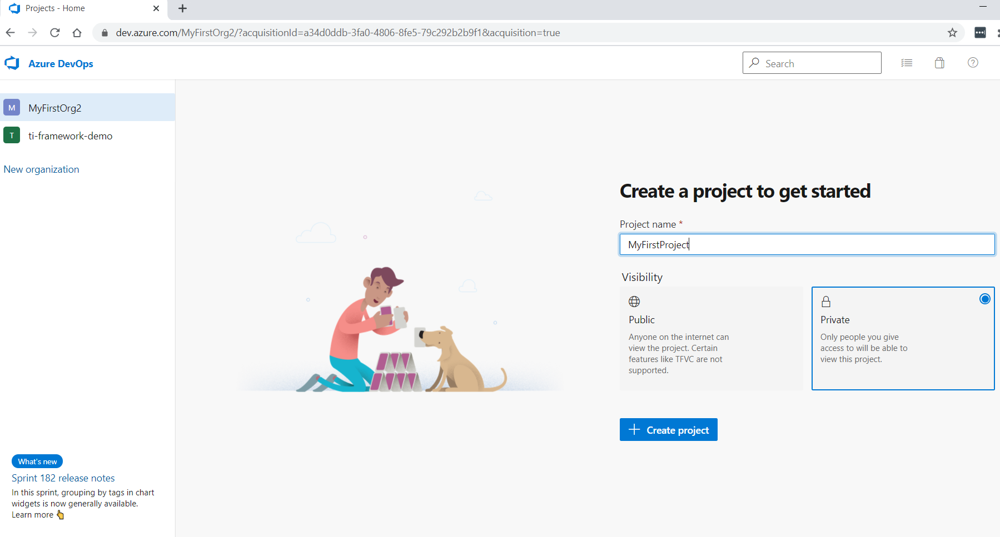 Projects - Home
dev.azure.com/MyFirstOrg2/?acquisitionId=a34d0ddb-3fa0-4806-8fe5-79c292b2b9f1&acquisition=true
Azure DevOps
Search
M MyFirstOrg2
T ti-framework-demo
New organization
Create a project to get started
Project name *
MyFirstProject
Visibility
Public
Anyone on the internet can
view the project. Certain
features like TFVC are not
supported.
Private
Only people you give
access to will be able to
view this project.
Create project
What's new
Sprint 182 release notes
In this sprint, grouping by tags in chart
widgets is now generally available.
Learn more 👆